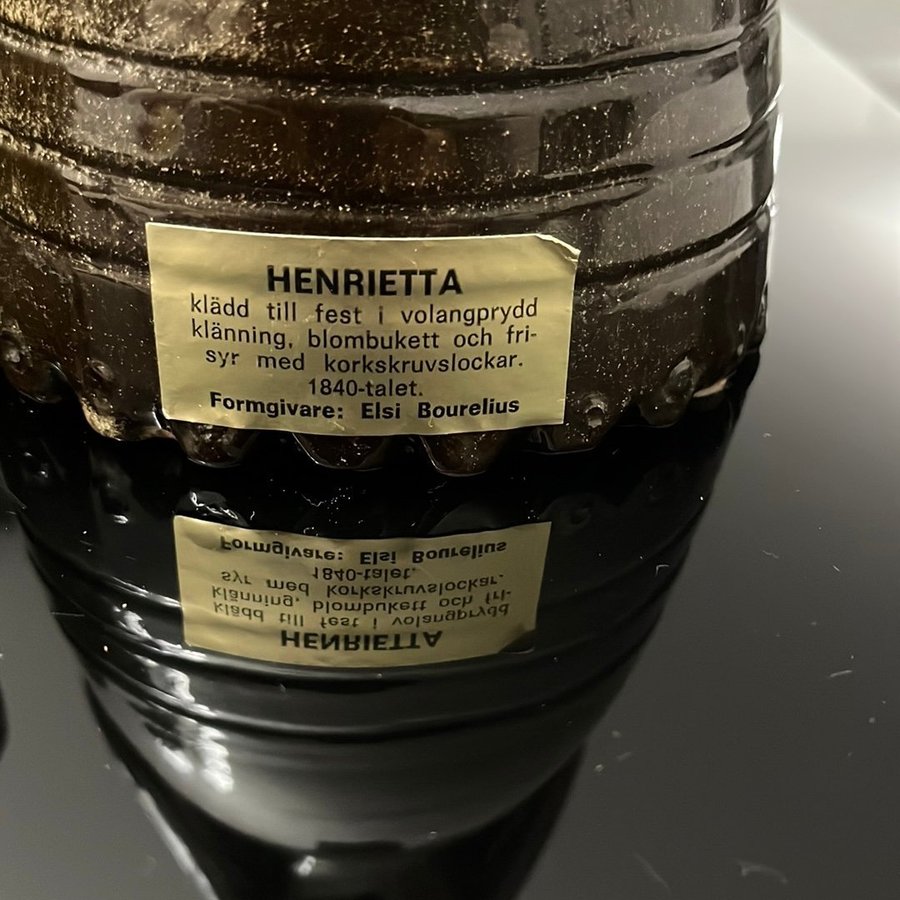 HENRIETTA
klädd till fest i volangprydd
klänning, blombukett och fri-
syr med korkskruvslockar.
1840-talet.
Formgivare: Elsi Bourelius